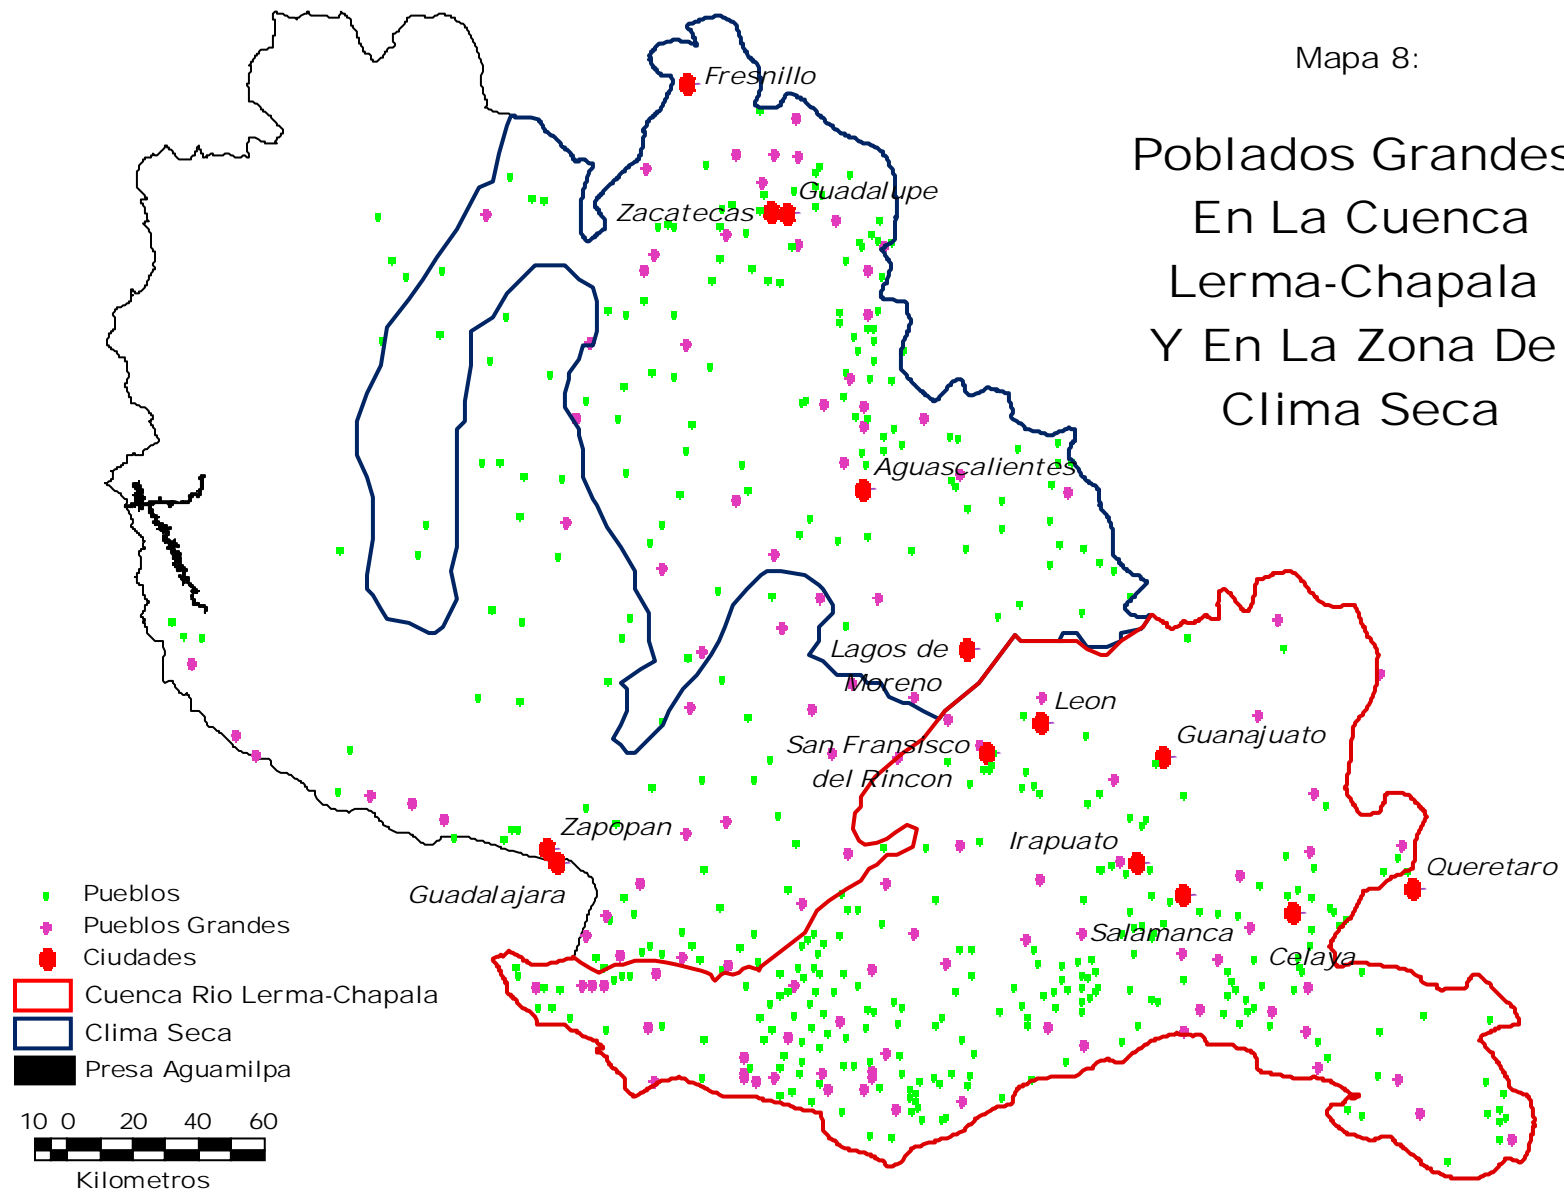 Mapa 8:
Poblados Grandes
En La Cuenca
Lerma-Chapala
Y En La Zona De
Clima Seca
Fresnillo
Guadalupe
Zacatecas
Aguascalientes
Lagos de
Moreno
Leon
San Fransisco
del Rincon
Guanajuato
Zapopan
Irapuato
Queretaro
Guadalajara
Salamanca
Celaya
Pueblos
Pueblos Grandes
Ciudades
Cuenca Rio Lerma-Chapala
Clima Seca
Presa Aguamilpa
10 0 20 40 60
Kilometros